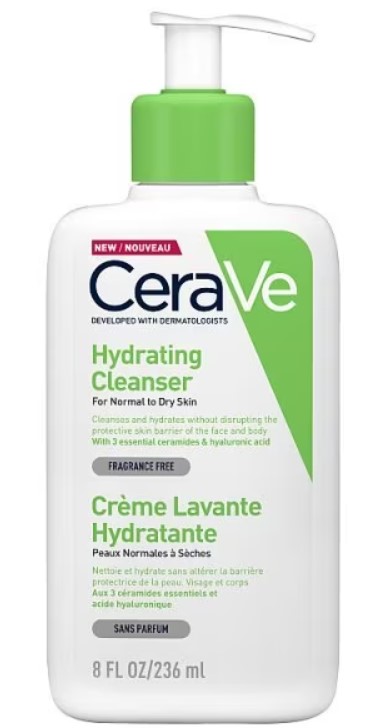 NEW / NOUVEAU
CeraVe
DEVELOPED WITH DERMATOLOGISTS
Hydrating
Cleanser
For Normal to Dry Skin
Cleanses and hydrates without disrupting the
protective skin barrier of the face and body
With 3 essential ceramides & hyaluronic acid
FRAGRANCE FREE
Crème Lavante
Hydratante
Peaux Normales à Sèches
Nettoie et hydrate sans altérer la barrière
protectrice de la peau. Visage et corps
Aux 3 céramides essentiels et
acide hyaluronique
SANS PARFUM
8 FL OZ/236 ml